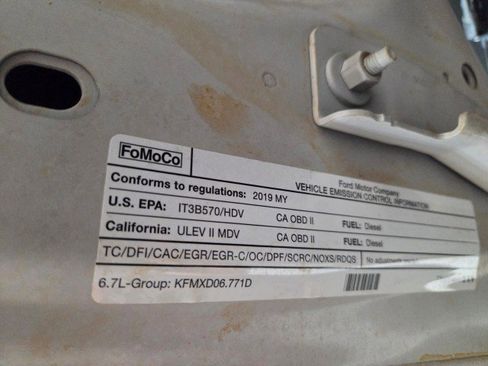 FoMoCo
Ford Motor Company
VEHICLE EMISSION CONTROL INFORMATION
Conforms to regulations: 2019 MY
U.S. EPA: IT3B570/HDV CA OBD II FUEL: Diesel
California: ULEV II MDV CA OBD II FUEL: Diesel
TC/DFI/CAC/EGR/EGR-C/OC/DPF/SCRC/NOXS/RDQS
No adjustments needed.
6.7L-Group: KFMXD06.771D